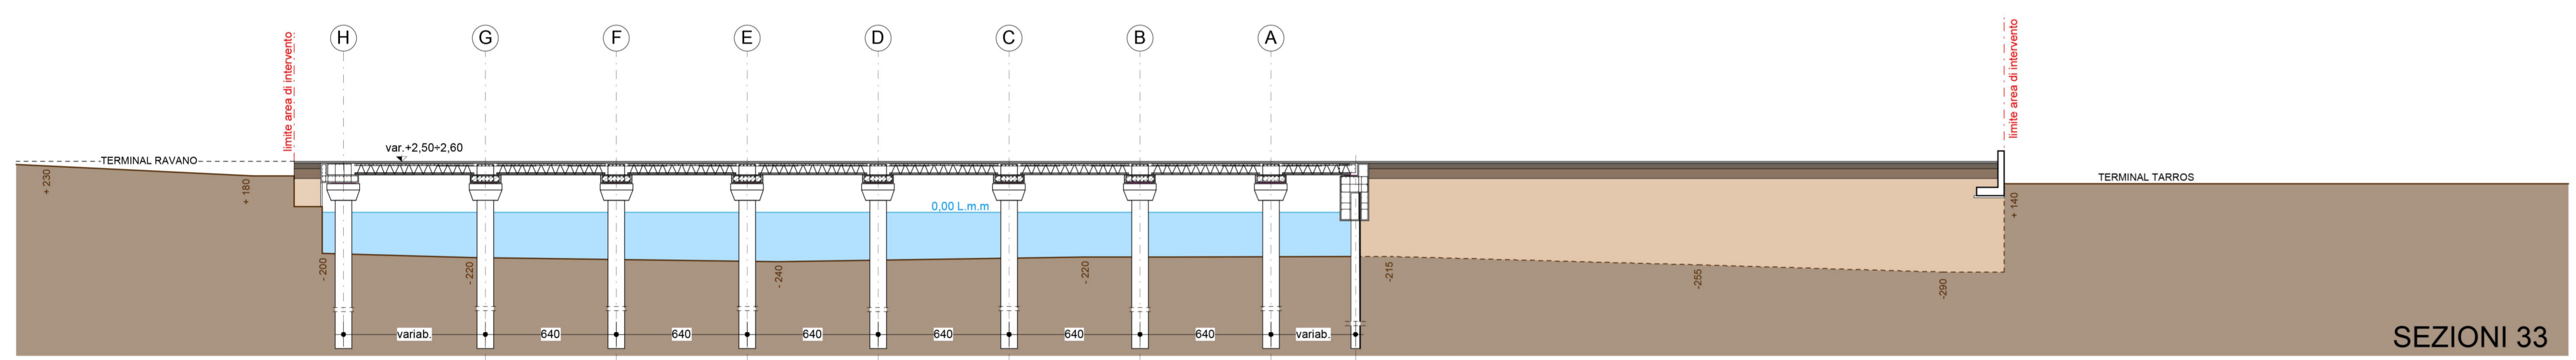 H G F E D C B A
limite area di intervento
limite area di intervento
var.+2,50÷2,60
TERMINAL RAVANO
TERMINAL TARROS
+ 230
+ 180
0,00 L.m.m
+ 140
- 200
- 220
- 240
- 220
-215
-255
-290
variab. 640 640 640 640 640 640 variab.
SEZIONI 33